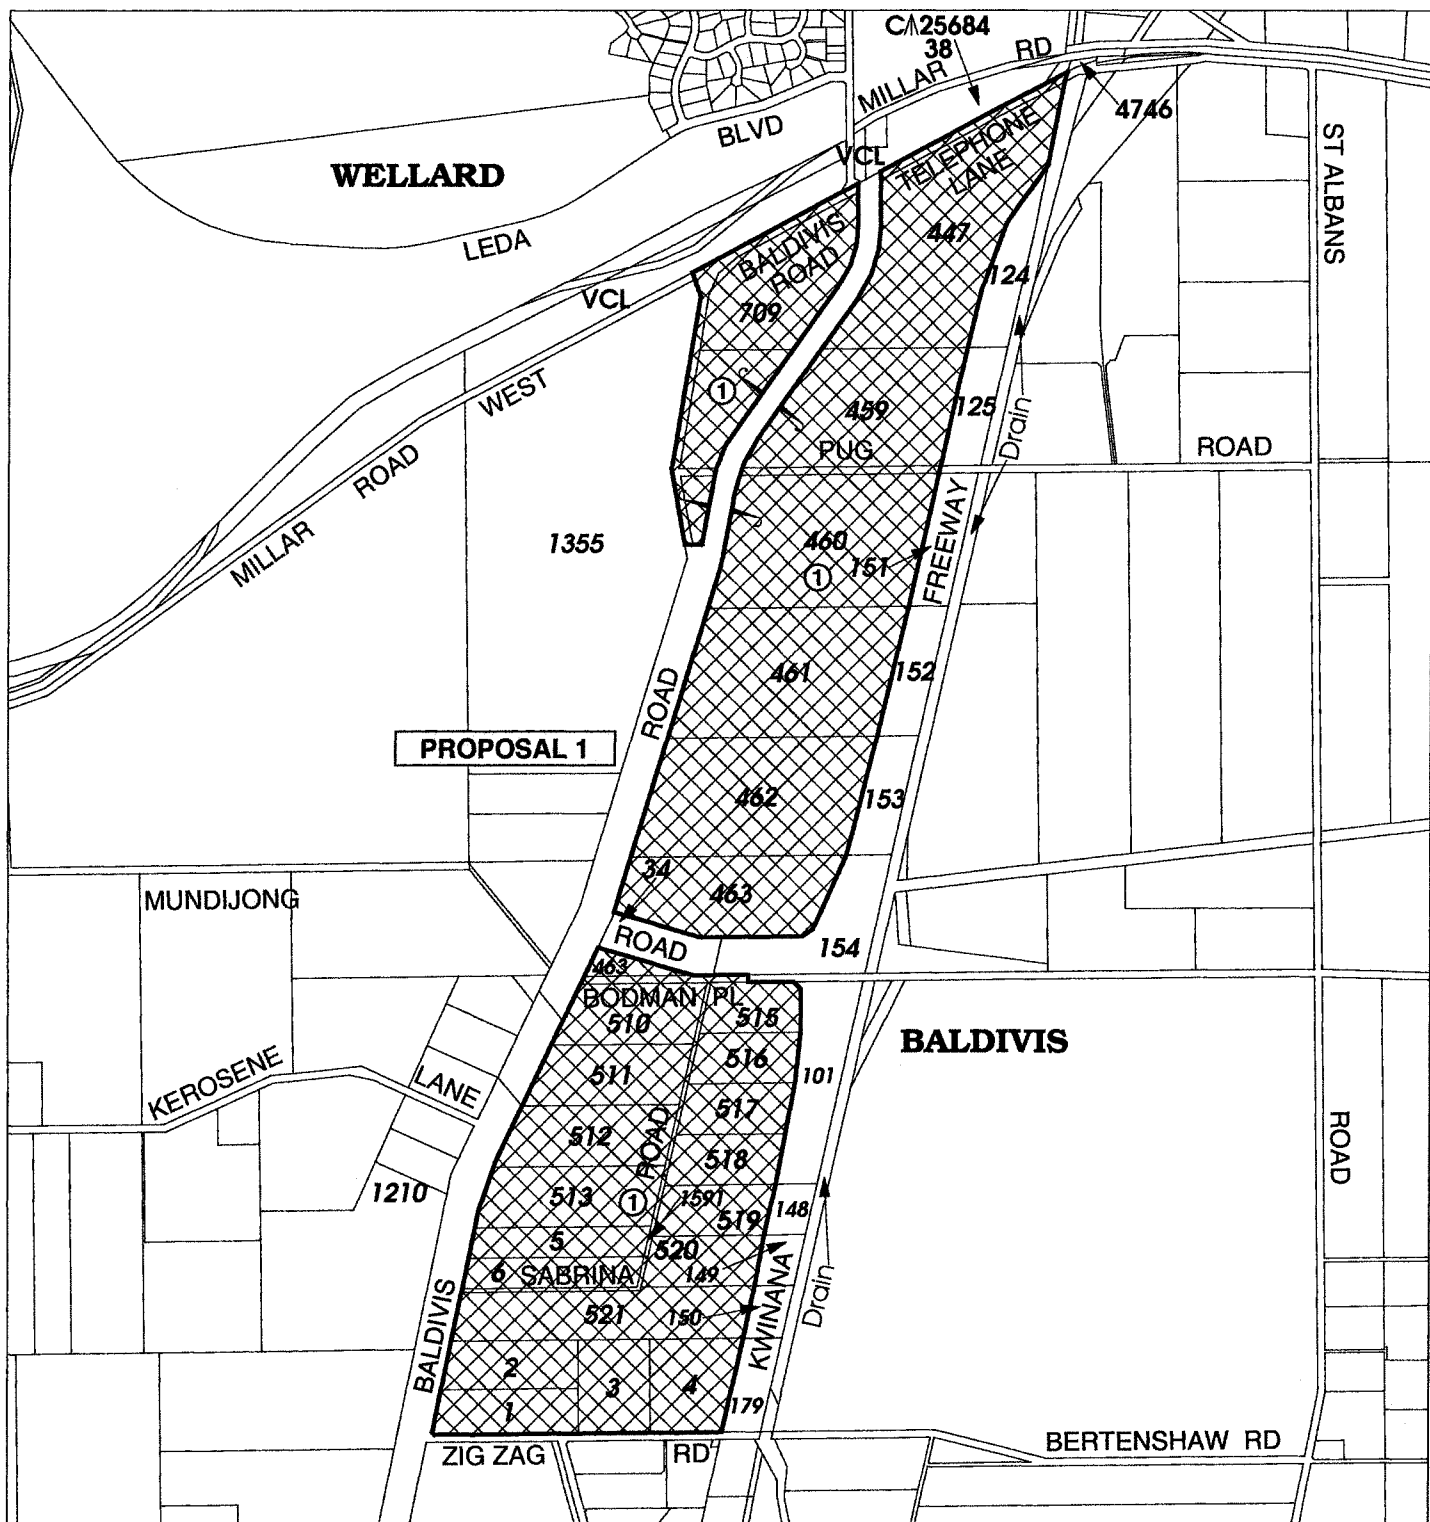 C/\25684
38
RD
MILLAR
4746
BLVD
VCL
TELEPHONE
LANE
ST ALBANS
WELLARD
LEDA
BALDIVIS
ROAD
447
124
VCL
709
1
WEST
459
125
Drain
PUG
ROAD
ROAD
MILLAR
1355
460
1
151
FREEWAY
461
152
ROAD
PROPOSAL 1
462
153
34
463
MUNDIJONG
ROAD
154
463
BODMAN PL
510
515
BALDIVIS
516
511
101
KEROSENE
LANE
517
512
ROAD
518
ROAD
1210
513
1
1591
519
148
5
520
6
SABRINA
149
KWINANA
Drain
521
150
BALDIVIS
2
3
4
1
179
ZIG ZAG
RD
BERTENSHAW RD